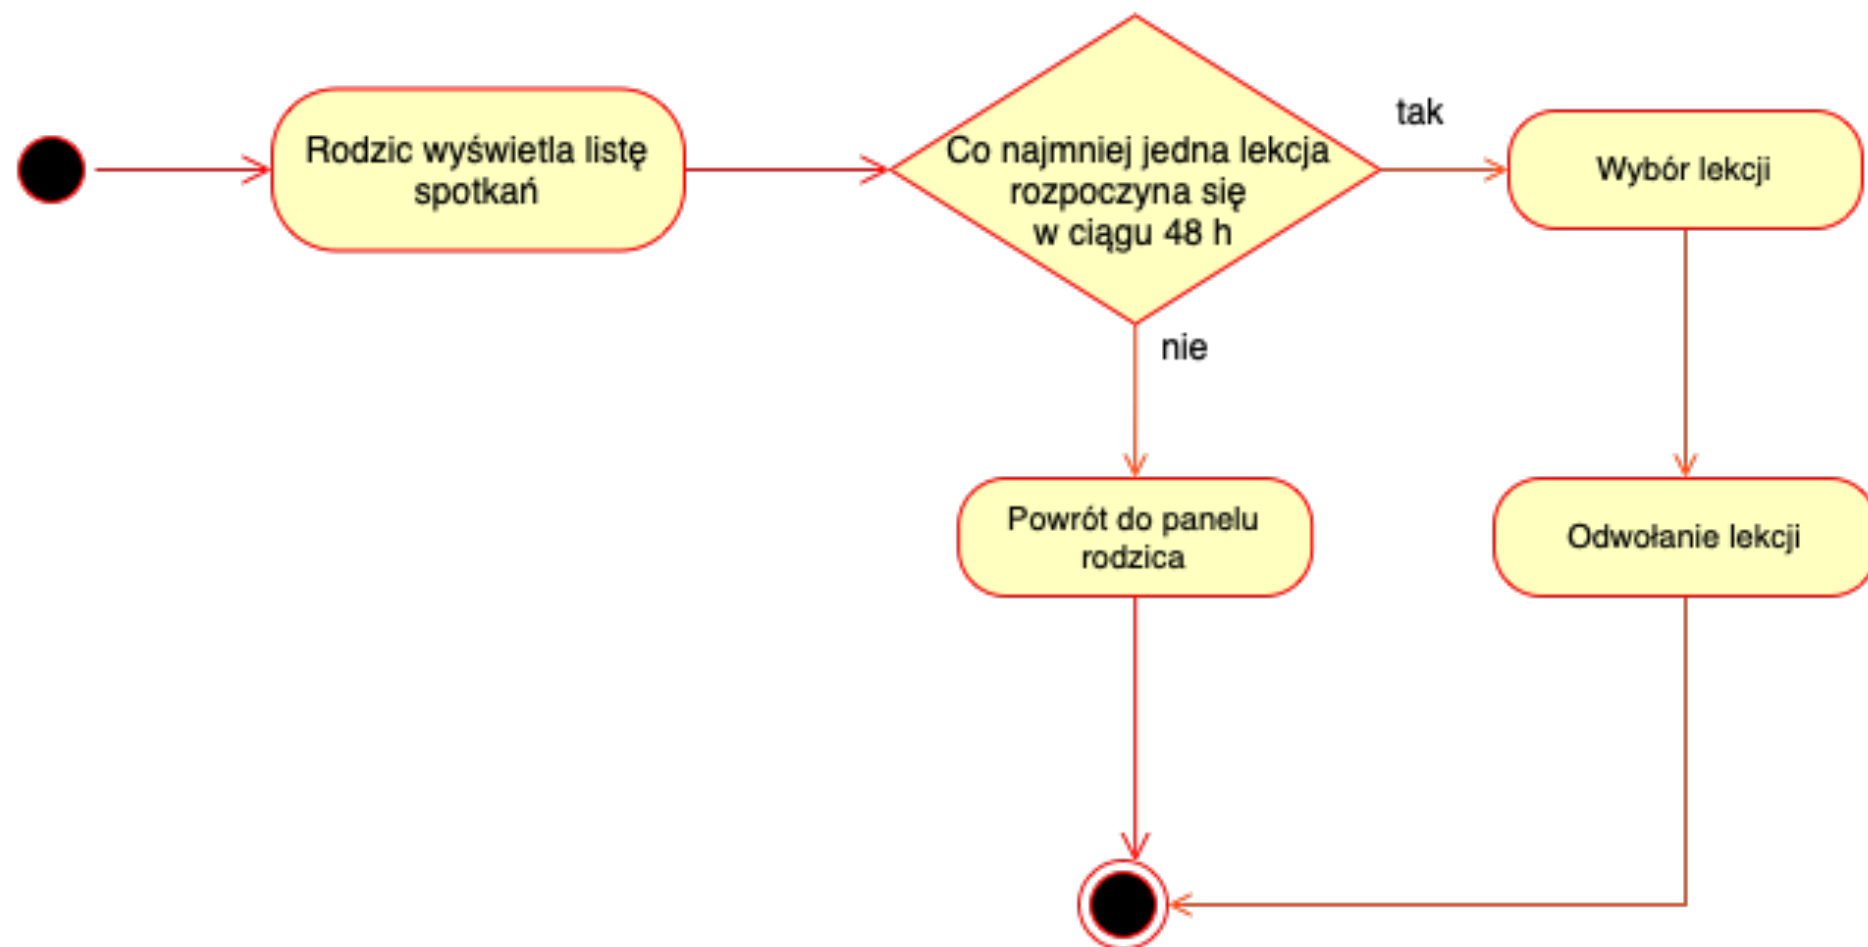 Rodzic wyświetla listę
spotkań
Co najmniej jedna lekcja
rozpoczyna się
w ciągu 48 h
tak
Wybór lekcji
nie
Powrót do panelu
rodzica
Odwołanie lekcji